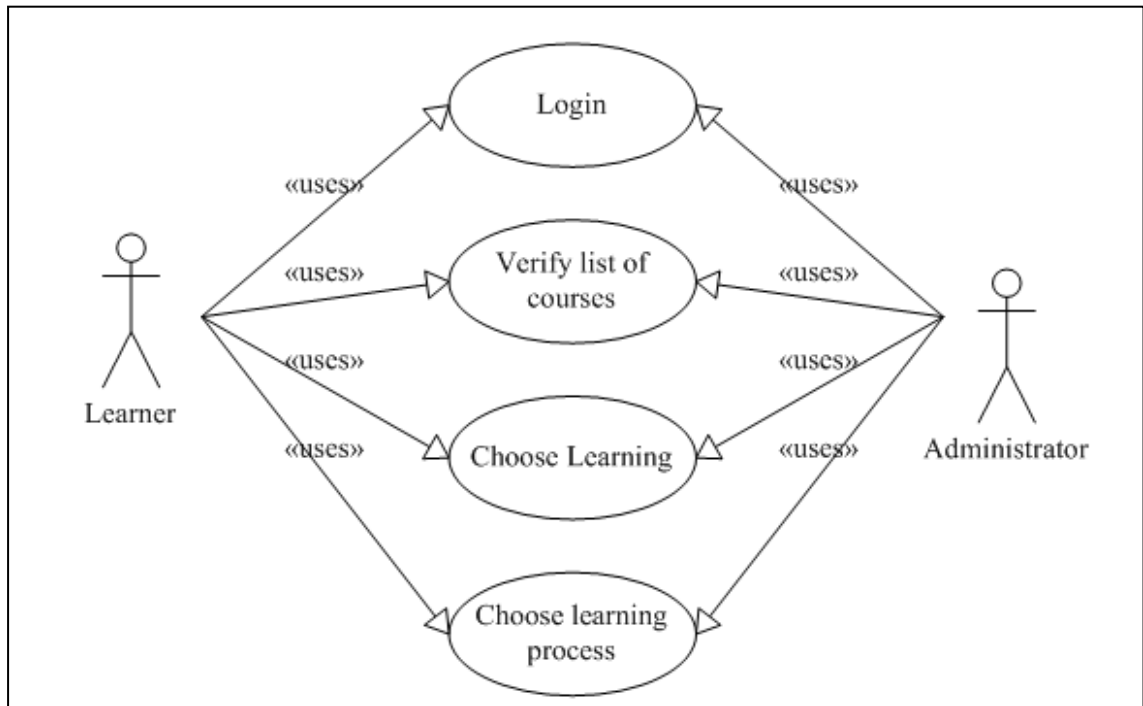 Login
«uses»
«uses»
Verify list of
courses
«uses»
«uses»
Learner
«uses»
«uses»
Choose Learning
Administrator
«uses»
«uses»
Choose learning
process